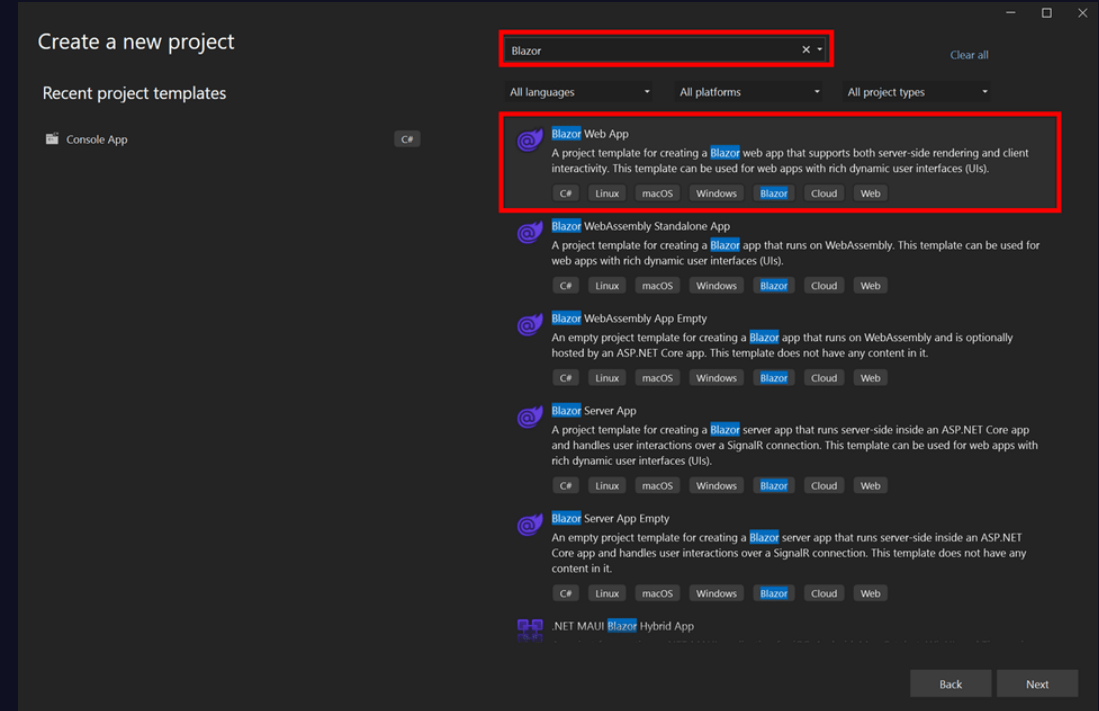 Create a new project
Blazor
Clear all
Recent project templates
All languages
All platforms
All project types
Console App
C#
Blazor Web App
A project template for creating a Blazor web app that supports both server-side rendering and client
interactivity. This template can be used for web apps with rich dynamic user interfaces (UIs).
C# Linux macOS Windows Blazor Cloud Web
Blazor WebAssembly Standalone App
A project template for creating a Blazor app that runs on WebAssembly. This template can be used for
web apps with rich dynamic user interfaces (UIs).
C# Linux macOS Windows Blazor Cloud Web
Blazor WebAssembly App Empty
An empty project template for creating a Blazor app that runs on WebAssembly and is optionally
hosted by an ASP.NET Core app. This template does not have any content in it.
C# Linux macOS Windows Blazor Cloud Web
Blazor Server App
A project template for creating a Blazor server app that runs server-side inside an ASP.NET Core app
and handles user interactions over a SignalR connection. This template can be used for web apps with
rich dynamic user interfaces (UIs).
C# Linux macOS Windows Blazor Cloud Web
Blazor Server App Empty
An empty project template for creating a Blazor server app that runs server-side inside an ASP.NET
Core app and handles user interactions over a SignalR connection. This template does not have any
content in it.
C# Linux macOS Windows Blazor Cloud Web
.NET MAUI Blazor Hybrid App
Back
Next